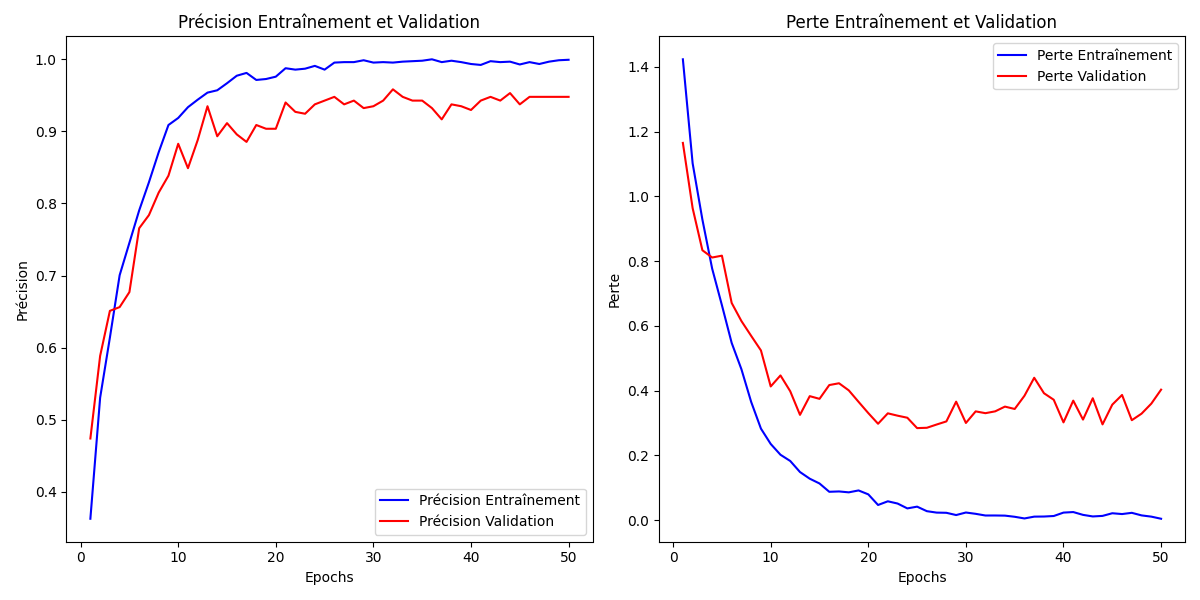 Précision Entraînement et Validation
1.0
0.9
0.8
0.7
0.6
0.5
0.4
Précision
0 10 20 30 40 50
Epochs
Précision Entraînement
Précision Validation
Perte Entraînement et Validation
1.4
1.2
1.0
0.8
0.6
0.4
0.2
0.0
Perte
0 10 20 30 40 50
Epochs
Perte Entraînement
Perte Validation